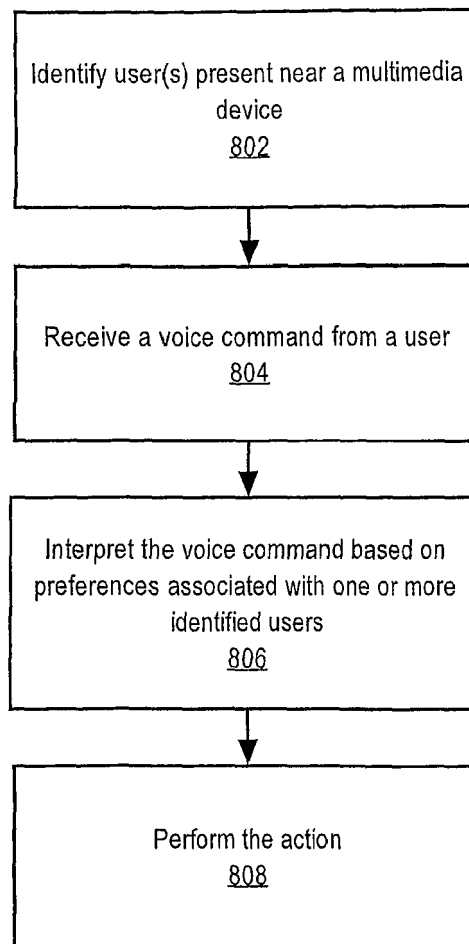 Identify user(s) present near a multimedia
device
802
Receive a voice command from a user
804
Interpret the voice command based on
preferences associated with one or more
identified users
806
Perform the action
808